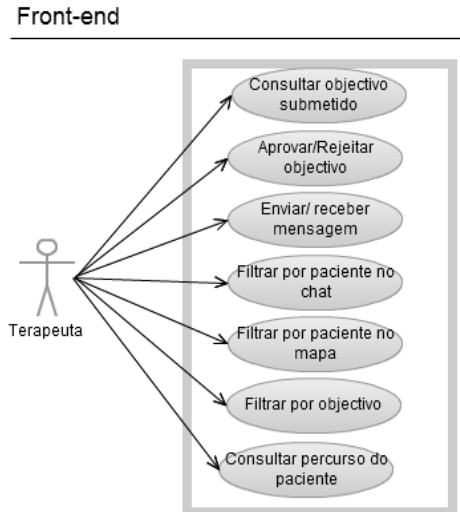 Front-end
Consultar objectivo
submetido
Aprovar/Rejeitar
objectivo
Enviar/ receber
mensagem
Filtrar por paciente no
chat
Terapeuta
Filtrar por paciente no
mapa
Filtrar por objectivo
Consultar percurso do
paciente